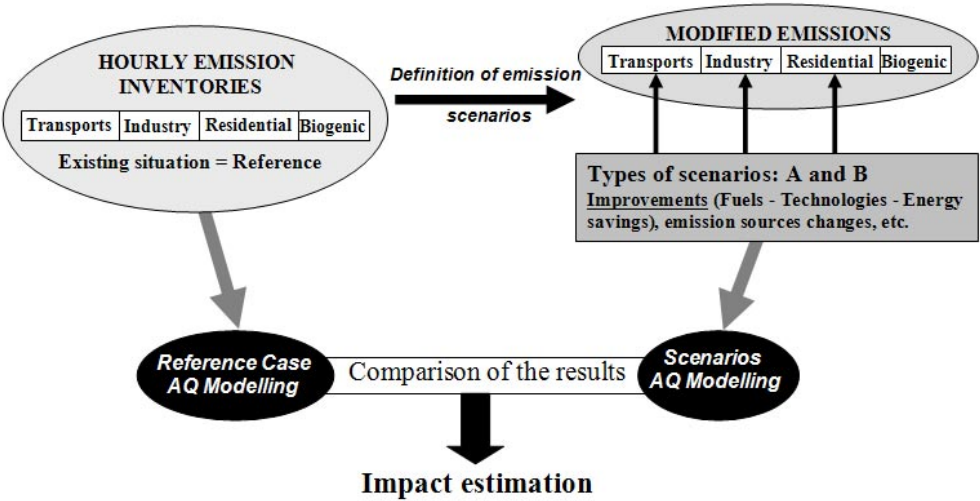 HOURLY EMISSION
INVENTORIES
Transports Industry Residential Biogenic
Existing situation = Reference
Definition of emission
scenarios
MODIFIED EMISSIONS
Transports Industry Residential Biogenic
Types of scenarios: A and B
Improvements (Fuels - Technologies - Energy
savings), emission sources changes, etc.
Reference Case
AQ Modelling
Comparison of the results
Scenarios
AQ Modelling
Impact estimation